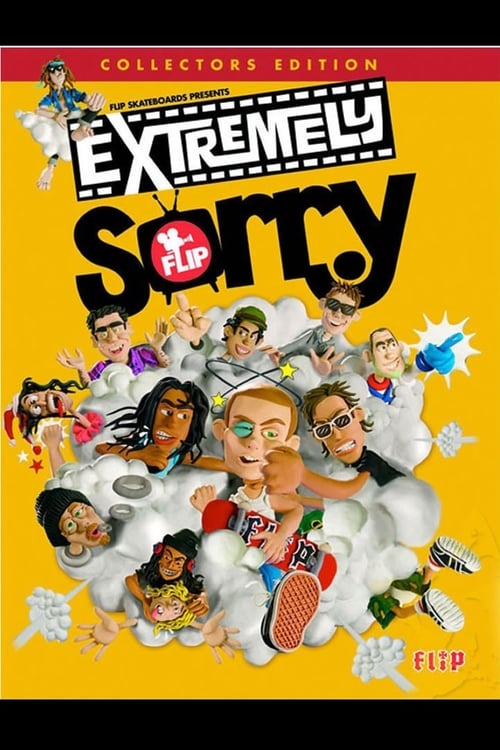 COLLECTORS EDITION
FLIP SKATEBOARDS PRESENTS
EXTREMELY
Sorry
FLIP
FLIP
FLIP